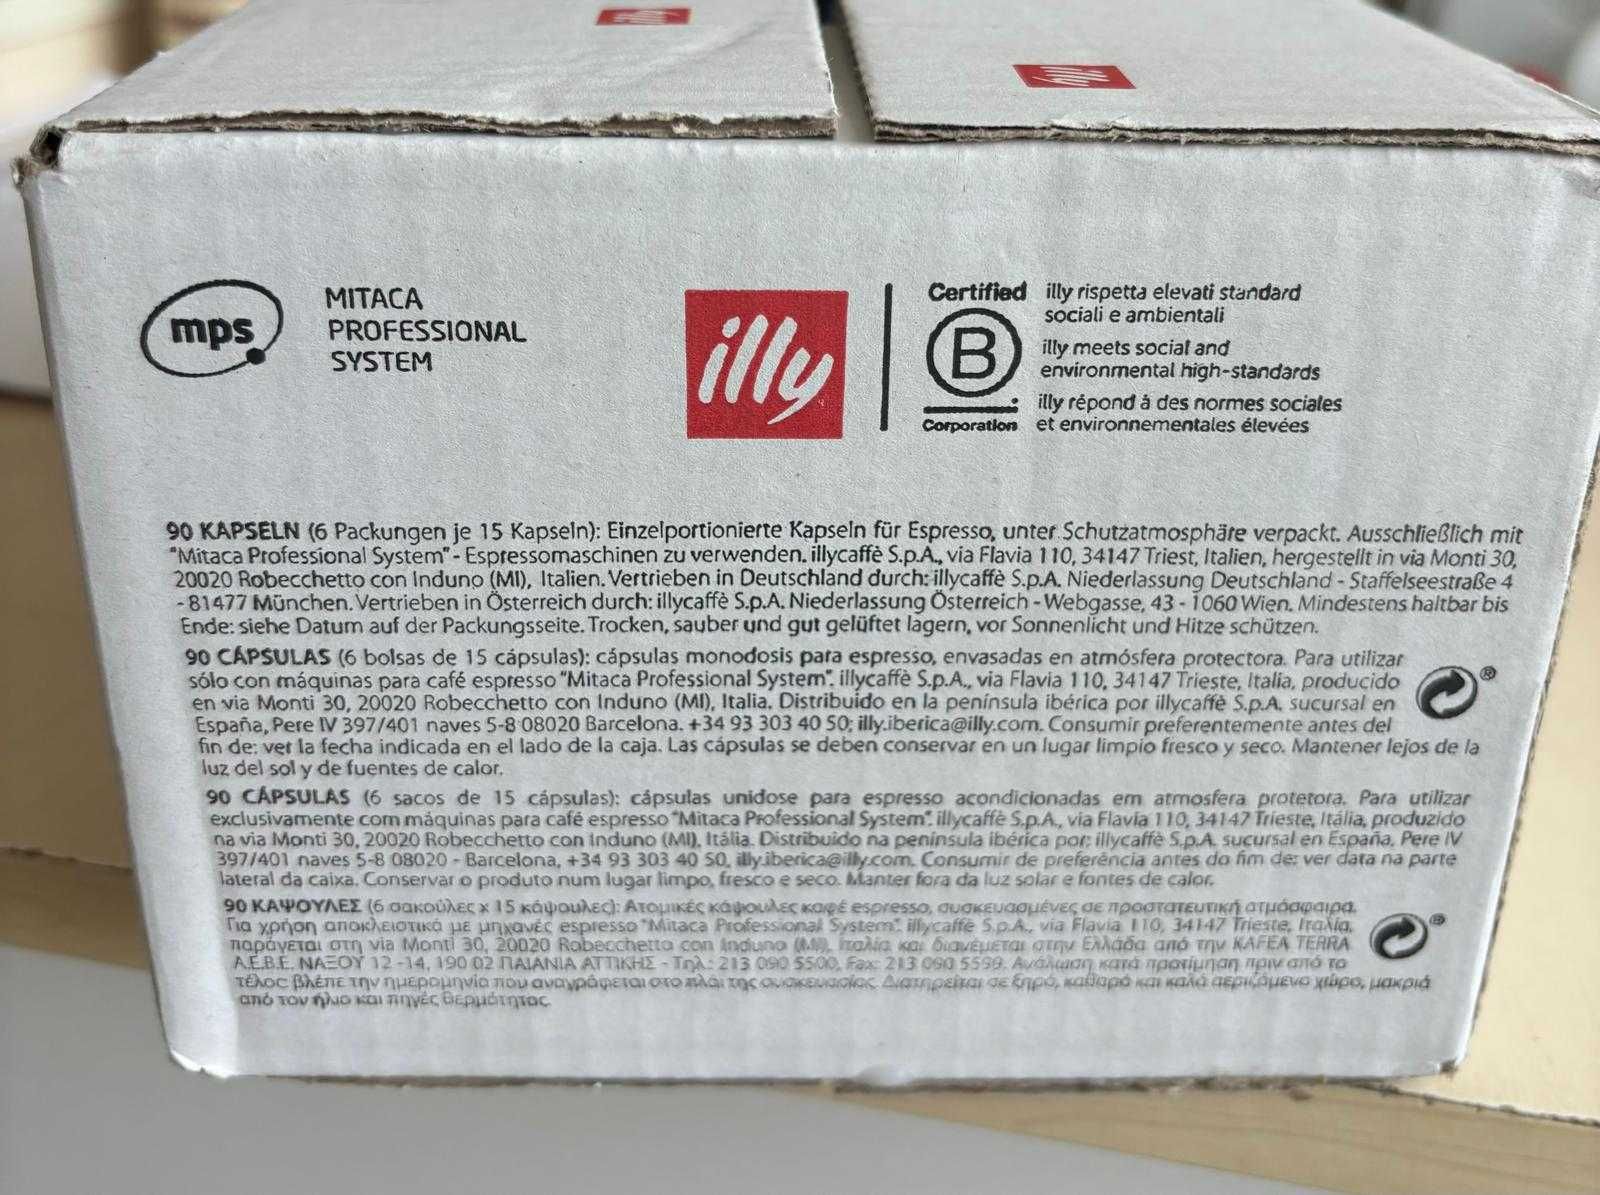 illy
illy
mps
MITACA
PROFESSIONAL
SYSTEM
illy
Certified
B
Corporation
illy rispetta elevati standard
sociali e ambientali
illy meets social and
environmental high-standards
illy répond à des normes sociales
et environnementales élevées
90 KAPSELN (6 Packungen je 15 Kapseln): Einzelportionierte Kapseln für Espresso, unter Schutzatmosphäre verpackt. Ausschließlich mit
"Mitaca Professional System" - Espressomaschinen zu verwenden. illycaffè S.p.A., via Flavia 110, 34147 Triest, Italien, hergestellt in via Monti 30,
20020 Robecchetto con Induno (MI), Italien. Vertrieben in Deutschland durch: illycaffè S.p.A. Niederlassung Deutschland - Staffelseestraße 4
- 81477 München. Vertrieben in Österreich durch: illycaffè S.p.A. Niederlassung Österreich - Webgasse, 43 - 1060 Wien. Mindestens haltbar bis
Ende: siehe Datum auf der Packungsseite. Trocken, sauber und gut gelüftet lagern, vor Sonnenlicht und Hitze schützen.
90 CÁPSULAS (6 bolsas de 15 cápsulas): cápsulas monodosis para espresso, envasadas en atmósfera protectora. Para utilizar
sólo con máquinas para café espresso "Mitaca Professional System". illycaffè S.p.A., via Flavia 110, 34147 Trieste, Italia, producido
en via Monti 30, 20020 Robecchetto con Induno (MI), Italia. Distribuido en la península ibérica por illycaffè S.p.A. sucursal en
España, Pere IV 397/401 naves 5-8 08020 Barcelona. +34 93 303 40 50; illy.iberica@illy.com. Consumir preferentemente antes del
fin de: ver la fecha indicada en el lado de la caja. Las cápsulas se deben conservar en un lugar limpio fresco y seco. Mantener lejos de la
luz del sol y de fuentes de calor.
®
90 CÁPSULAS (6 sacos de 15 cápsulas): cápsulas unidose para espresso acondicionadas em atmosfera protetora. Para utilizar
exclusivamente com máquinas para café espresso "Mitaca Professional System". illycaffè S.p.A., via Flavia 110, 34147 Trieste, Itália, produzido
na via Monti 30, 20020 Robecchetto con Induno (MI), Itália. Distribuído na península ibérica por: illycaffè S.p.A. sucursal en España, Pere IV
397/401 naves 5-8 08020 - Barcelona, +34 93 303 40 50, illy.iberica@illy.com. Consumir de preferência antes do fim de: ver data na parte
lateral da caixa. Conservar o produto num lugar limpo, fresco e seco. Manter fora da luz solar e fontes de calor.
90 ΚΑΨΟΥΛΕΣ (6 σακούλες x 15 κάψουλες): Ατομικές κάψουλες καφέ espresso, συσκευασμένες σε προστατευτική ατμόσφαιρα.
Για χρήση αποκλειστικά με μηχανές espresso "Mitaca Professional System". illycaffè S.p.A., via Flavia 110, 34147 Trieste, Ιταλία,
παράγεται στη via Monti 30, 20020 Robecchetto con Induno (MI), Ιταλία και διανέμεται στην Ελλάδα από την KAFEA TERRA
Α.Ε.Β.Ε. ΝΑΞΟΥ 12 -14, 190 02 ΠΑΙΑΝΙΑ ΑΤΤΙΚΗΣ - Τηλ.: 213 090 5500, Fax: 213 090 5599. Ανάλωση κατά προτίμηση πριν από το
τέλος: βλέπε την ημερομηνία που αναγράφεται στο πλάι της συσκευασίας. Διατηρείται σε ξηρό, καθαρό και καλά αεριζόμενο χώρο, μακριά
από τον ήλιο και πηγές θερμότητας.
®